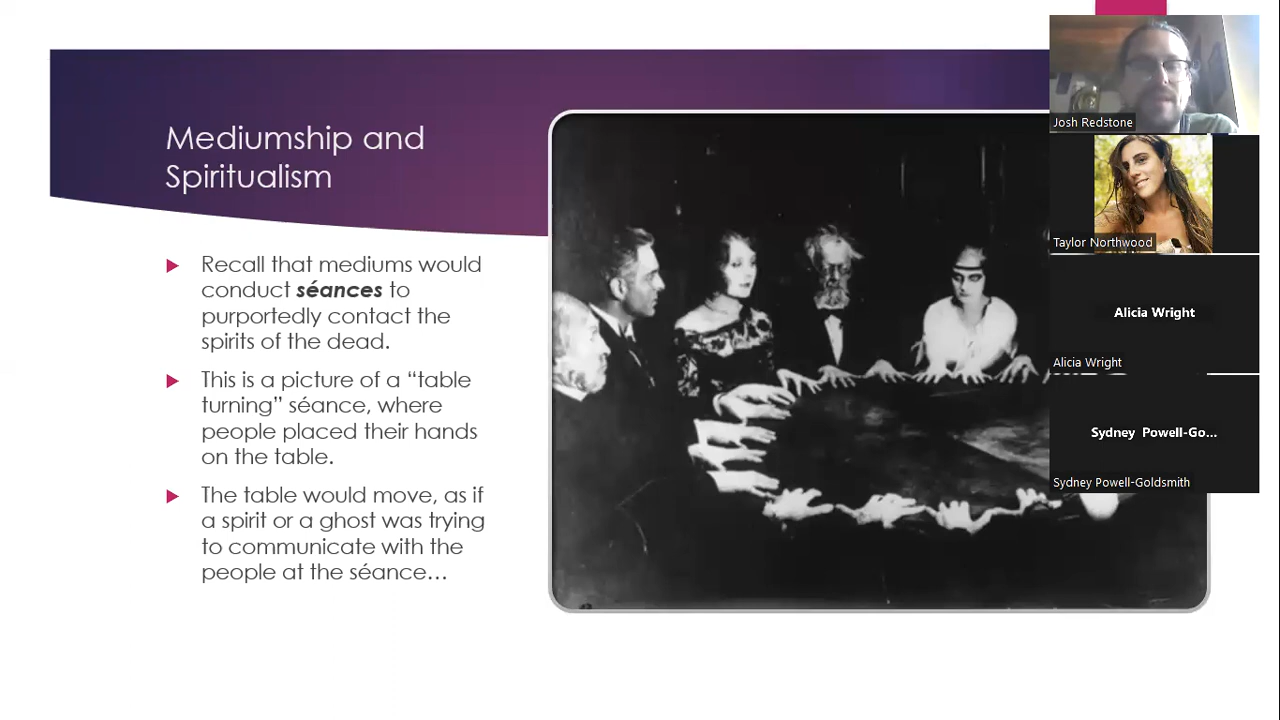 Mediumship and
Spiritualism
Recall that mediums would
conduct séances to
purportedly contact the
spirits of the dead.
This is a picture of a “table
turning” séance, where
people placed their hands
on the table.
The table would move, as if
a spirit or a ghost was trying
to communicate with the
people at the séance…
Josh Redstone
Taylor Northwood
Alicia Wright
Alicia Wright
Sydney Powell-Go...
Sydney Powell-Goldsmith